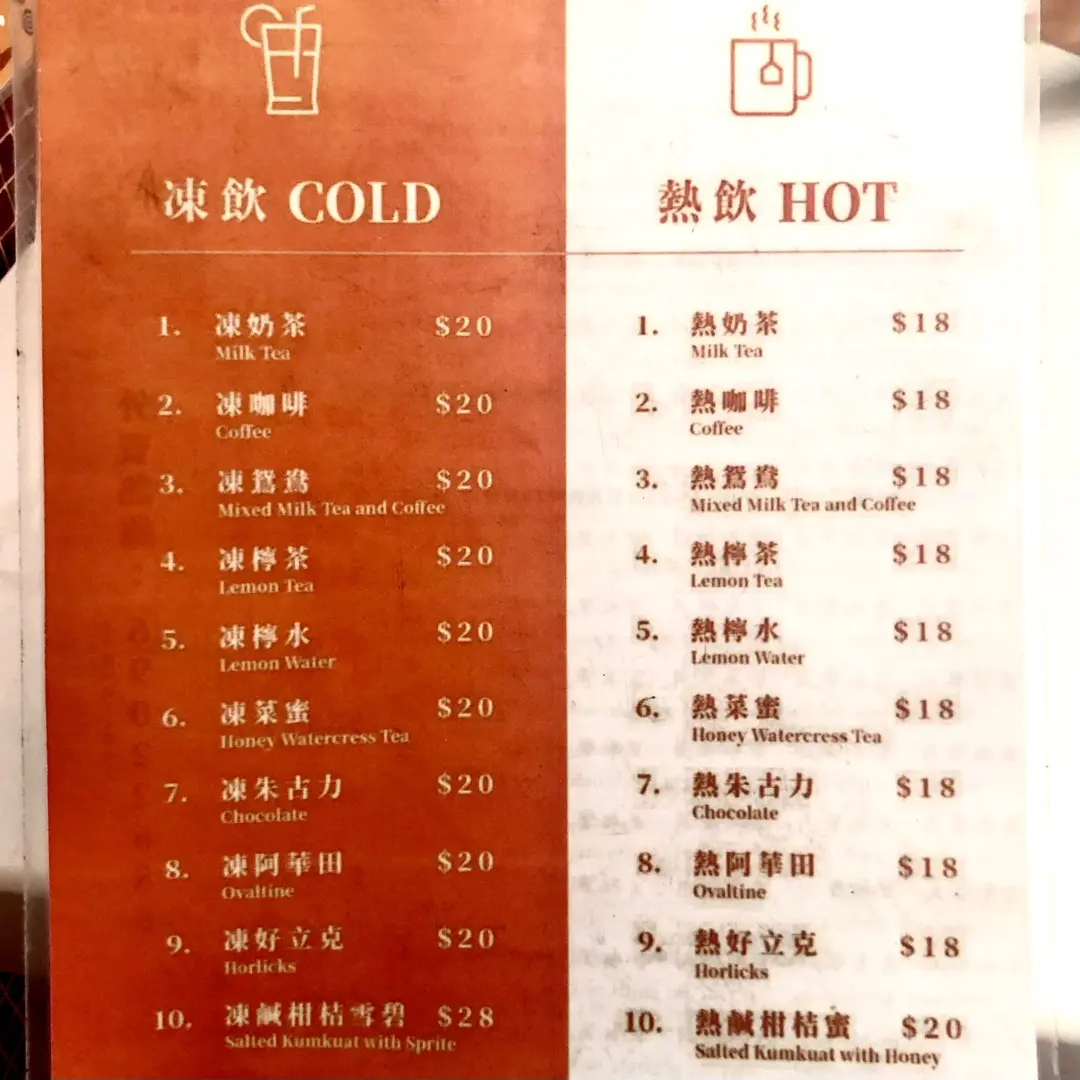 凍飲 COLD
1. 凍奶茶 $20
Milk Tea
2. 凍咖啡 $20
Coffee
3. 凍鴛鴦 $20
Mixed Milk Tea and Coffee
4. 凍檸茶 $20
Lemon Tea
5. 凍檸水 $20
Lemon Water
6. 凍菜蜜 $20
Honey Watercress Tea
7. 凍朱古力 $20
Chocolate
8. 凍阿華田 $20
Ovaltine
9. 凍好立克 $20
Horlicks
10. 凍鹹柑桔雪碧 $28
Salted Kumkuat with Sprite
熱飲 HOT
1. 熱奶茶 $18
Milk Tea
2. 熱咖啡 $18
Coffee
3. 熱鴛鴦 $18
Mixed Milk Tea and Coffee
4. 熱檸茶 $18
Lemon Tea
5. 熱檸水 $18
Lemon Water
6. 熱菜蜜 $18
Honey Watercress Tea
7. 熱朱古力 $18
Chocolate
8. 熱阿華田 $18
Ovaltine
9. 熱好立克 $18
Horlicks
10. 熱鹹柑桔蜜 $20
Salted Kumkuat with Honey